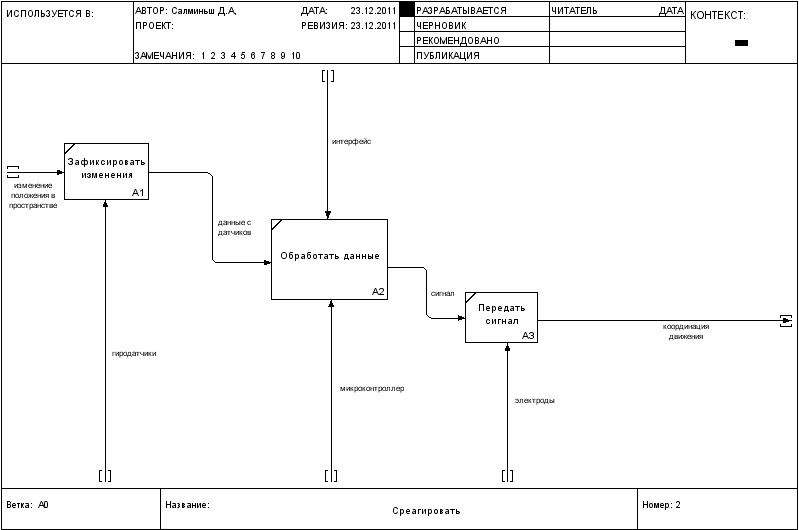 ИСПОЛЬЗУЕТСЯ В:
АВТОР: Салминьш Д.А, ДАТА: 23.12.2011
ПРОЕКТ: РЕВИЗИЯ: 23.12.2011
ЗАМЕЧАНИЯ: 1 2 3 4 5 6 7 8 9 10
РАЗРАБАТЫВАЕТСЯ
ЧЕРНОВИК
РЕКОМЕНДОВАНО
ПУБЛИКАЦИЯ
ЧИТАТЕЛЬ ДАТА
КОНТЕКСТ:
интерфейс
Зафиксировать
изменения
A1
изменение
положения в
пространстве
данные с
датчиков
Обработать данные
A2
сигнал
Передать
сигнал
A3
координация
движения
гиродатчики
микроконтроллер
электроды
Ветка: A0
Название:
Среагировать
Номер: 2